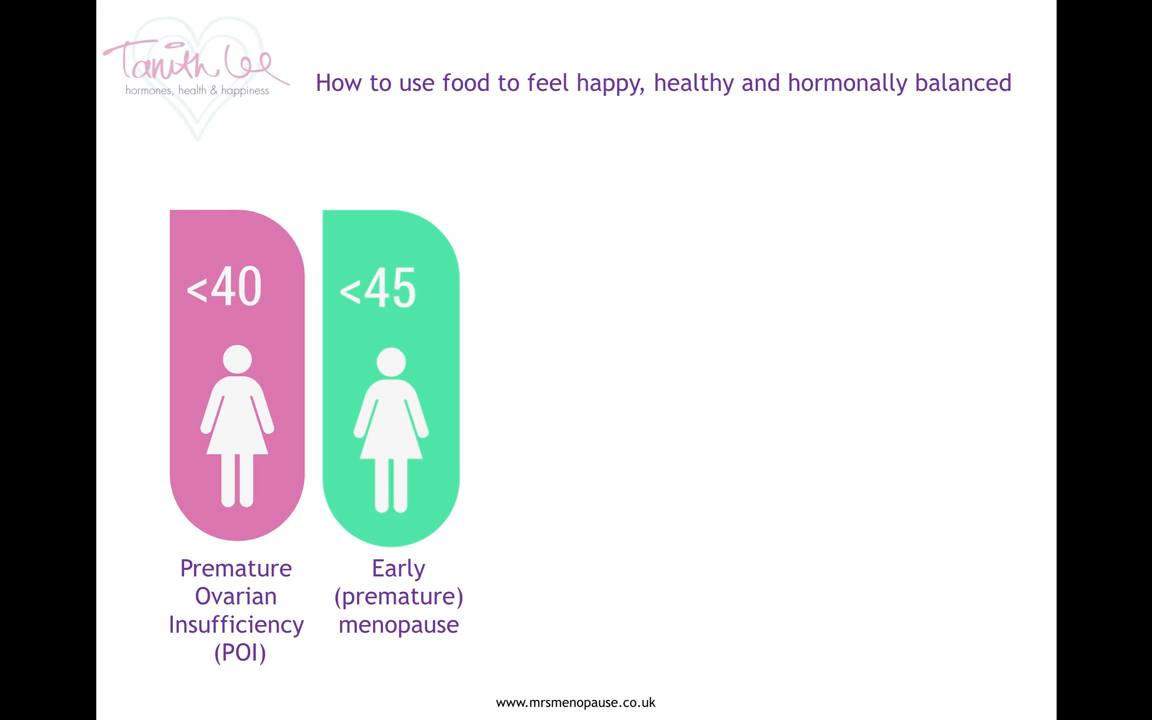 Tanith Lee
hormones, health & happiness
How to use food to feel happy, healthy and hormonally balanced
<40
<45
Premature
Ovarian
Insufficiency
(POI)
Early
(premature)
menopause
www.mrsmenopause.co.uk